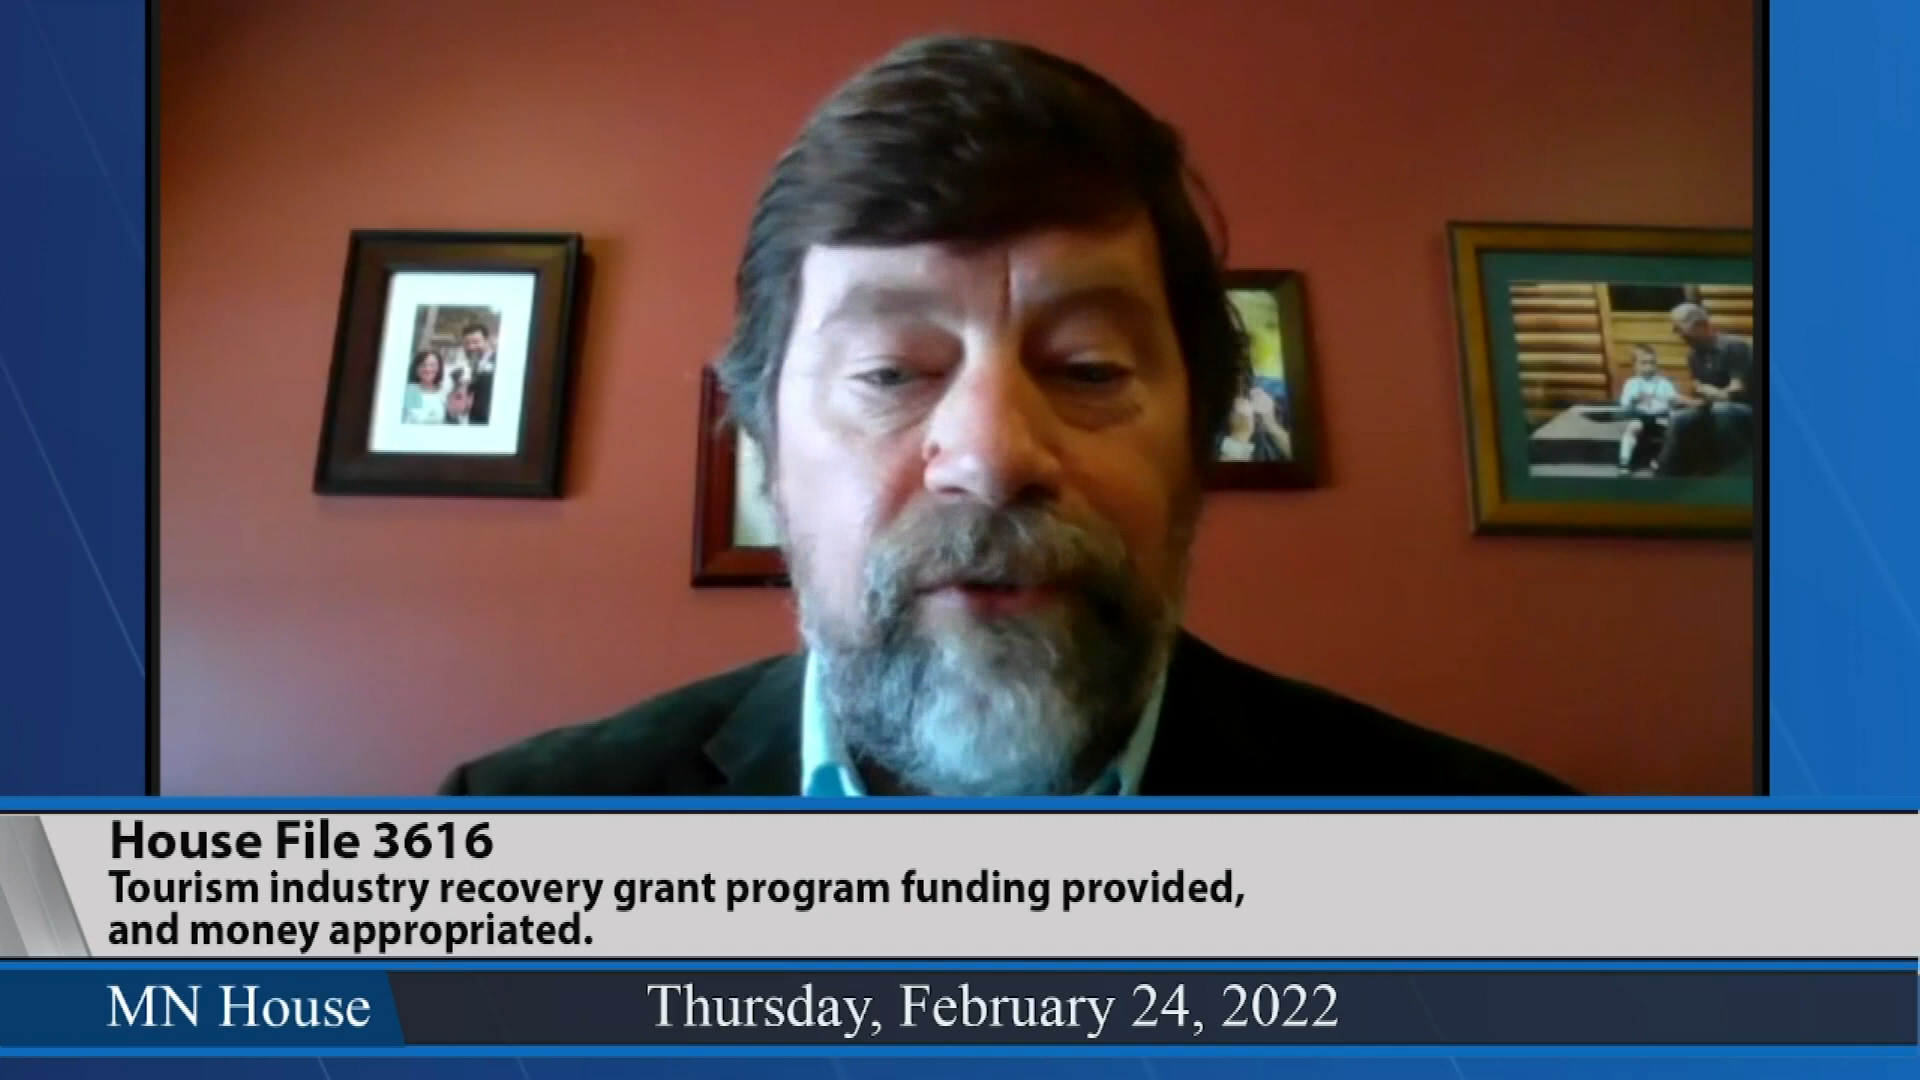 House File 3616
Tourism industry recovery grant program funding provided,
and money appropriated.
MN House
Thursday, February 24, 2022